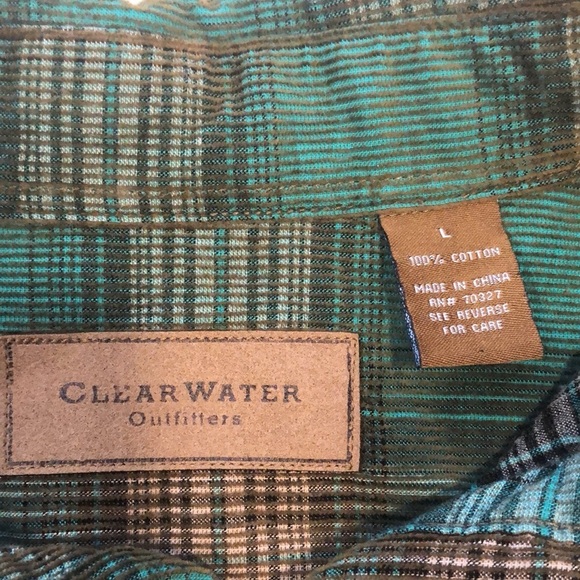 L
100% COTTON
MADE IN CHINA
RN# 70327
SEE REVERSE
FOR CARE
CLEARWATER
Outfitters